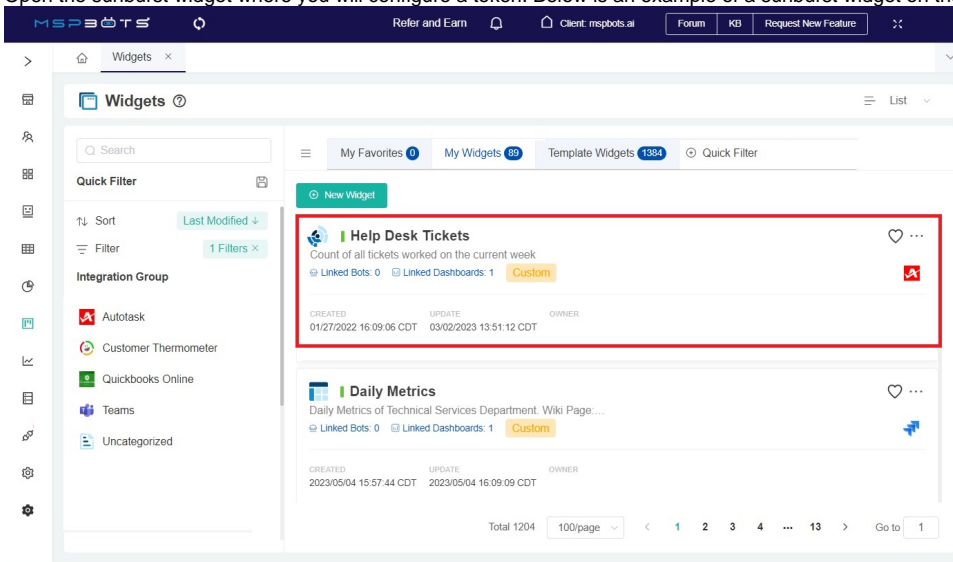 Open the sunburst widget where you will configure a token. Below is an example of a sunburst widget on the
MSPBOTS
Refer and Earn
Client: mspbots.ai
Forum
KB
Request New Feature
Widgets ×
Widgets
List
Search
My Favorites 0
My Widgets 89
Template Widgets 1384
Quick Filter
Quick Filter
New Widget
Sort
Last Modified ↓
Filter
1 Filters ×
Integration Group
Autotask
Customer Thermometer
Quickbooks Online
Teams
Uncategorized
Help Desk Tickets
Count of all tickets worked on the current week
Linked Bots: 0 Linked Dashboards: 1 Custom
CREATED UPDATE OWNER
01/27/2022 16:09:06 CDT 03/02/2023 13:51:12 CDT
Daily Metrics
Daily Metrics of Technical Services Department. Wiki Page:...
Linked Bots: 0 Linked Dashboards: 1 Custom
CREATED UPDATE OWNER
2023/05/04 15:57:44 CDT 2023/05/04 16:09:09 CDT
Total 1204 100/page < 1 2 3 4 ... 13 > Go to 1